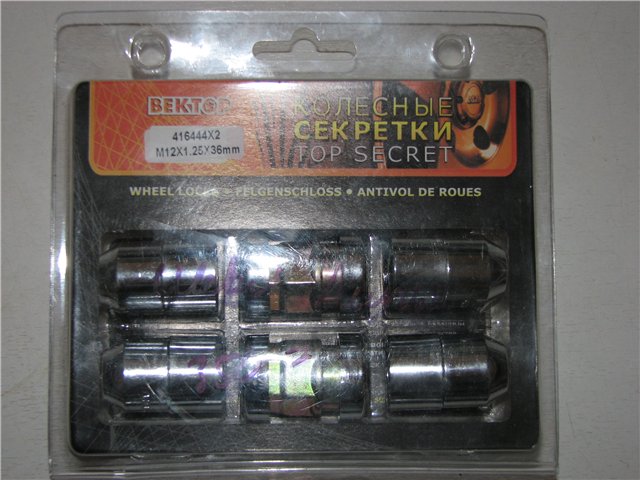 ВЕКТОР
416444X2
M12X1.25X36mm
КОЛЕСНЫЕ
СЕКРЕТКИ
TOP SECRET
WHEEL LOCKS • FELGENSCHLOSS • ANTIVOL DE ROUES